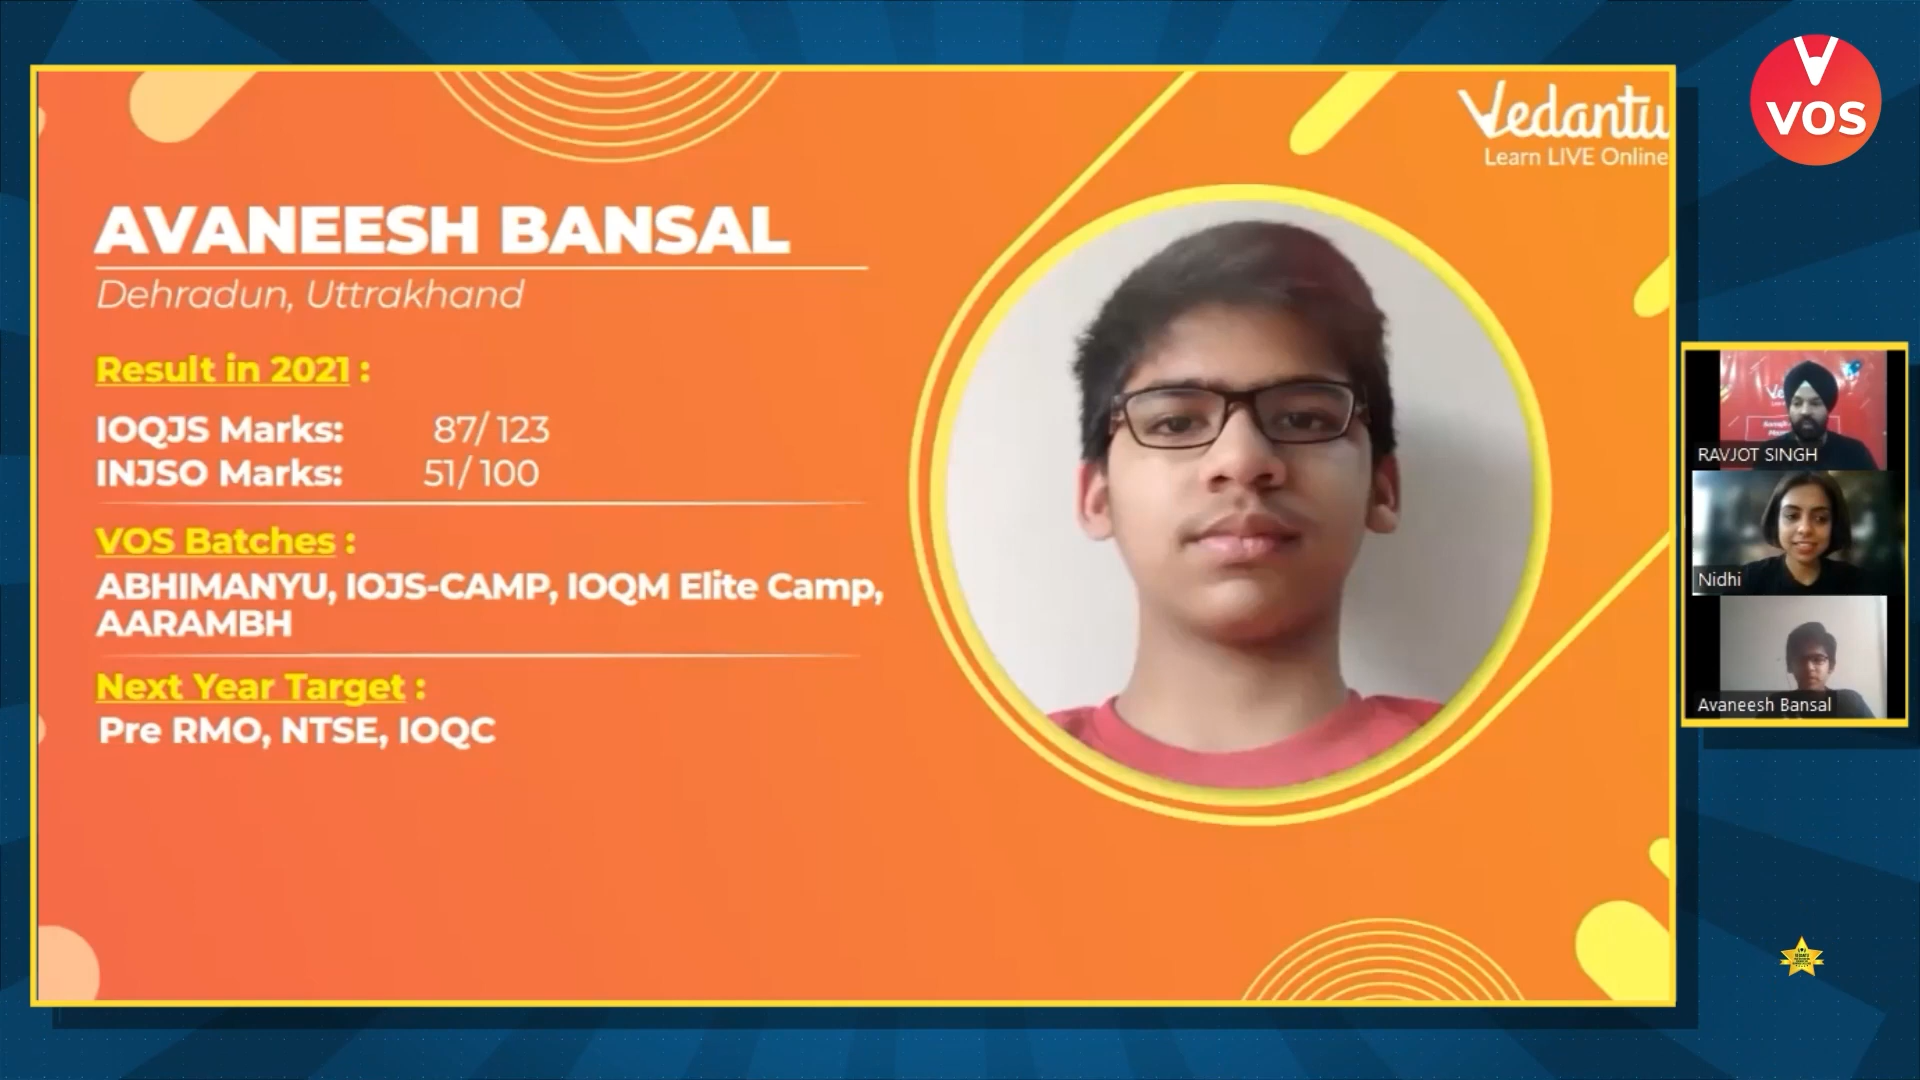 VOS
Vedantu
Learn LIVE Online
AVANEESH BANSAL
Dehradun, Uttrakhand
Result in 2021 :
IOQJS Marks: 87/ 123
INJSO Marks: 51/ 100
VOS Batches :
ABHIMANYU, IOJS-CAMP, IOQM Elite Camp,
AARAMBH
Next Year Target :
Pre RMO, NTSE, IOQC
RAVJOT SINGH
Nidhi
Avaneesh Bansal